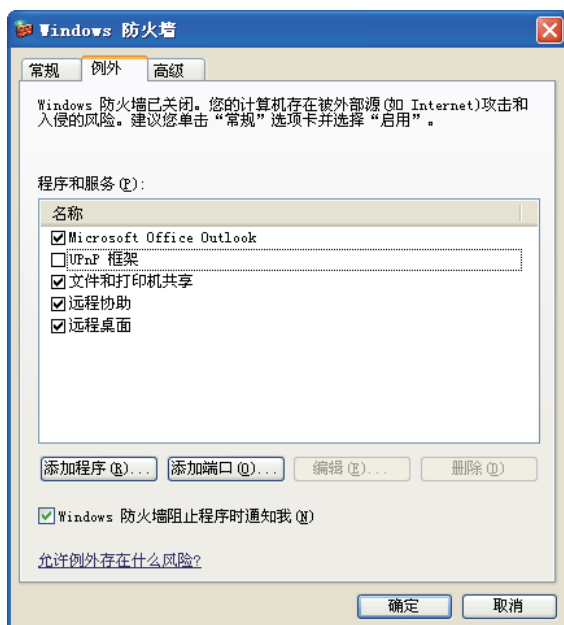 Windows 防火墙
常规 例外 高级
Windows 防火墙已关闭。您的计算机存在被外部源(如 Internet)攻击和
入侵的风险。建议您单击“常规”选项卡并选择“启用”。
程序和服务(P):
名称
Microsoft Office Outlook
UPnP 框架
文件和打印机共享
远程协助
远程桌面
添加程序(R)... 添加端口(O)... 编辑(E)... 删除(D)
Windows 防火墙阻止程序时通知我(N)
允许例外存在什么风险?
确定 取消